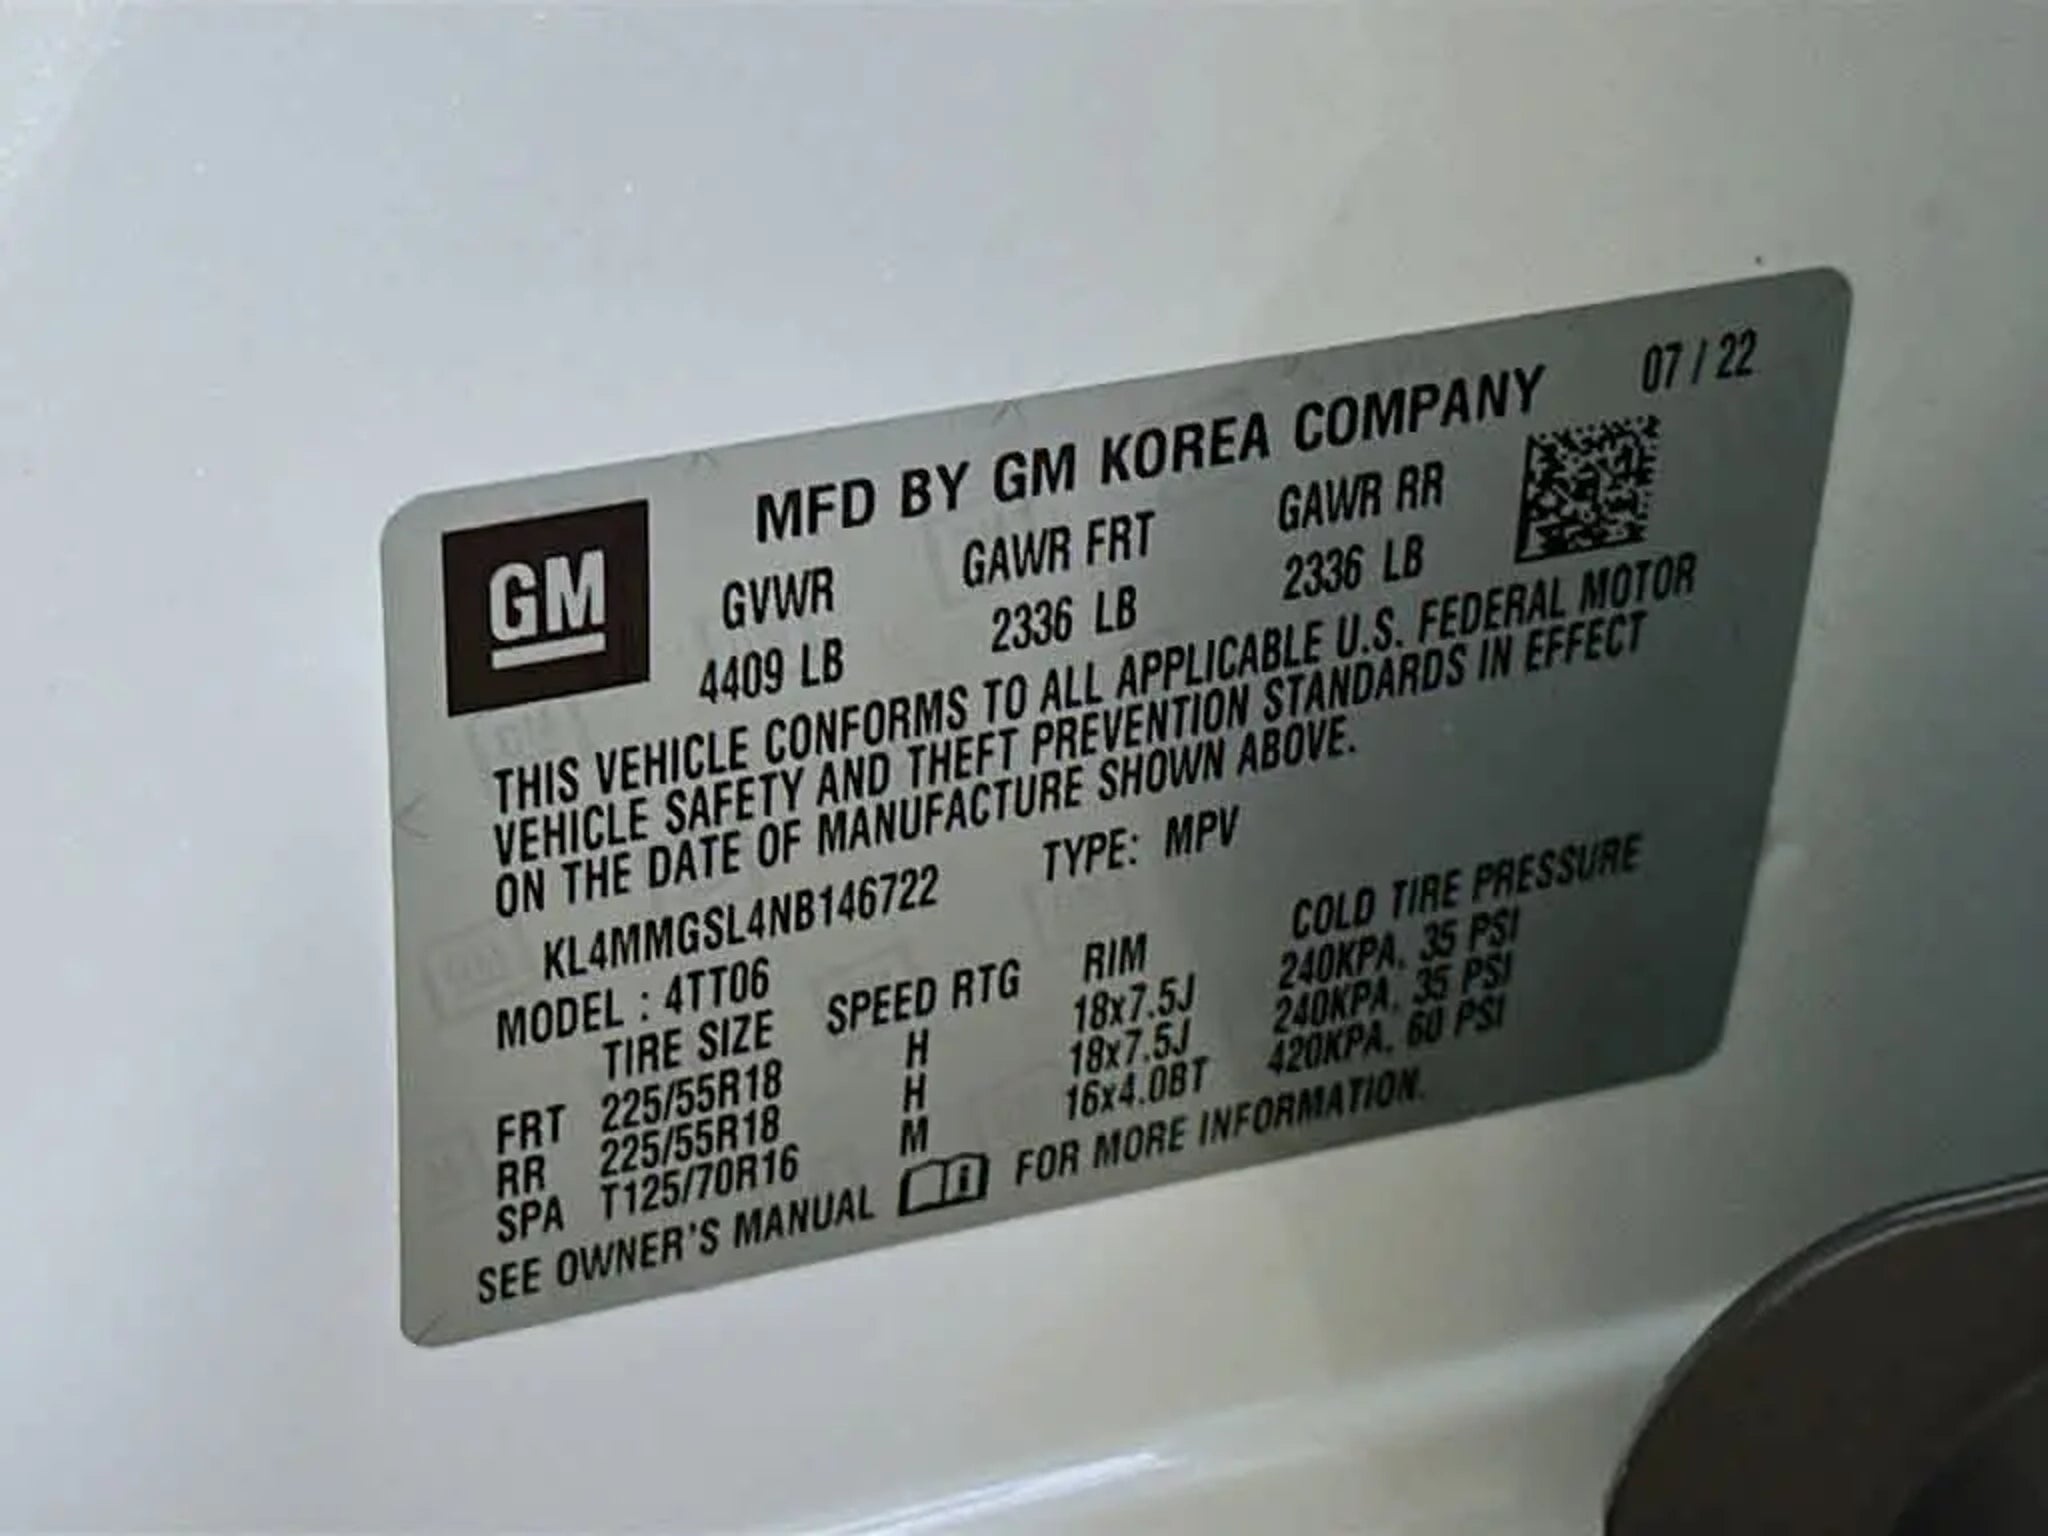 MFD BY GM KOREA COMPANY 07 / 22
GM
GVWR GAWR FRT GAWR RR
4409 LB 2336 LB 2336 LB
THIS VEHICLE CONFORMS TO ALL APPLICABLE U.S. FEDERAL MOTOR
VEHICLE SAFETY AND THEFT PREVENTION STANDARDS IN EFFECT
ON THE DATE OF MANUFACTURE SHOWN ABOVE.
KL4MMGSL4NB146722 TYPE: MPV
MODEL : 4TT06
TIRE SIZE SPEED RTG RIM COLD TIRE PRESSURE
FRT 225/55R18 H 18x7.5J 240KPA, 35 PSI
RR 225/55R18 H 18x7.5J 240KPA, 35 PSI
SPA T125/70R16 M 16x4.0BT 420KPA, 60 PSI
SEE OWNER'S MANUAL i FOR MORE INFORMATION.